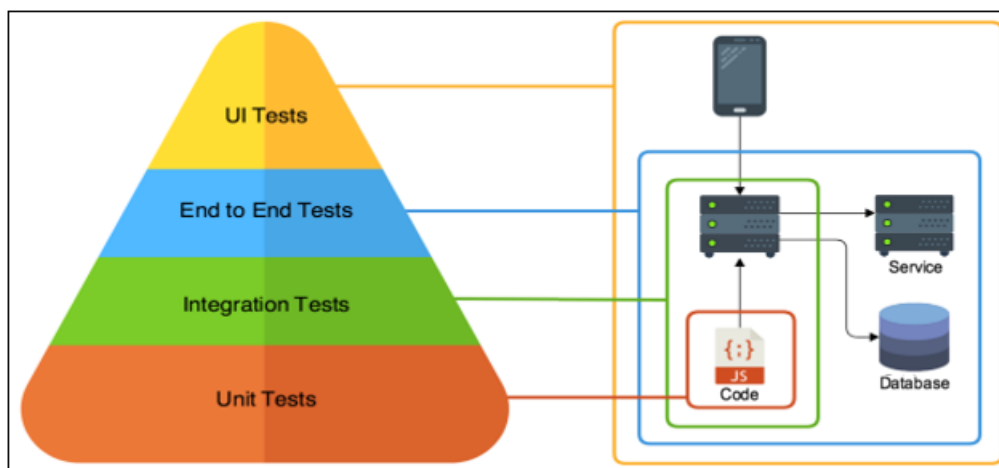 UI Tests
End to End Tests
Integration Tests
Unit Tests
Service
{:}
JS
Code
Database